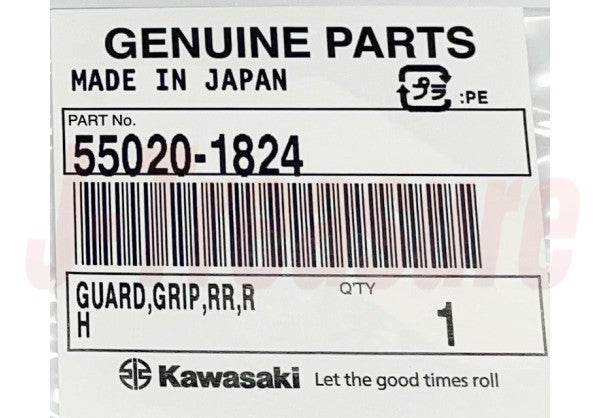 GENUINE PARTS
MADE IN JAPAN
プラ :PE
PART No.
55020-1824
GUARD,GRIP,RR,R
H
Q'TY
1
Kawasaki Let the good times roll